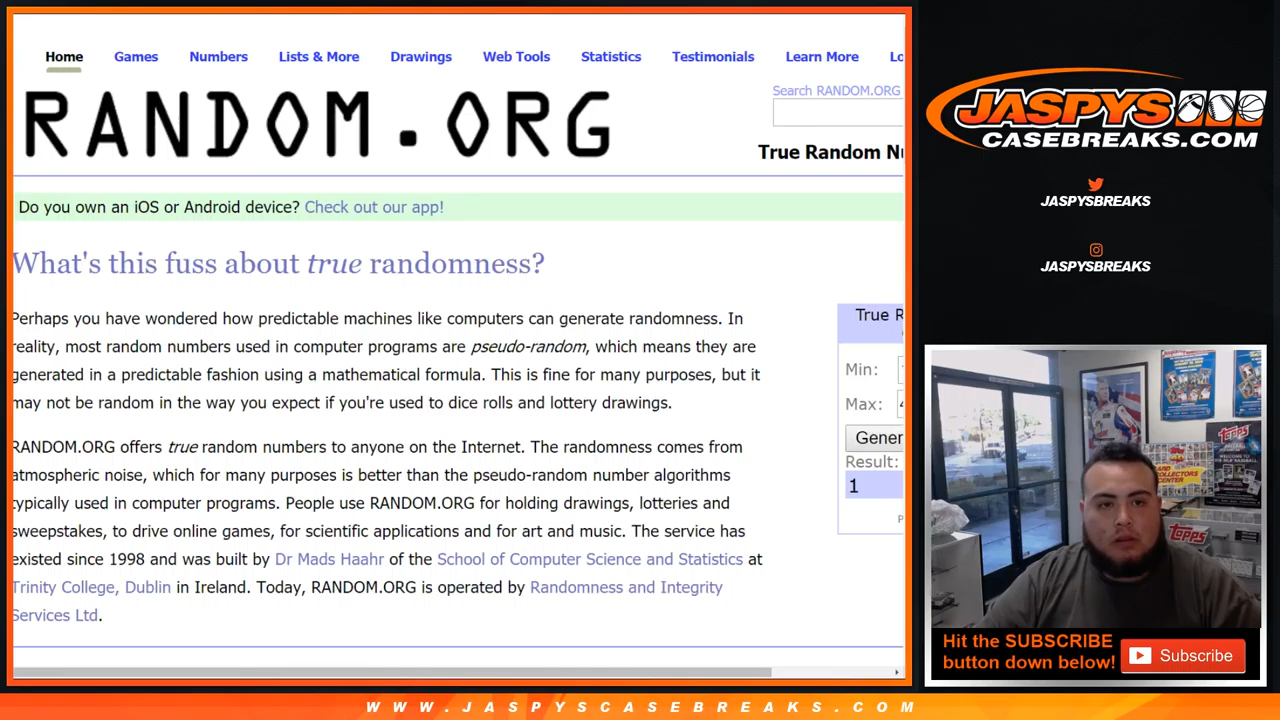 Home Games Numbers Lists & More Drawings Web Tools Statistics Testimonials Learn More Lo
RANDOM.ORG
Search RANDOM.ORG
True Random Nu
Do you own an iOS or Android device? Check out our app!
What's this fuss about true randomness?
Perhaps you have wondered how predictable machines like computers can generate randomness. In
reality, most random numbers used in computer programs are pseudo-random, which means they are
generated in a predictable fashion using a mathematical formula. This is fine for many purposes, but it
may not be random in the way you expect if you're used to dice rolls and lottery drawings.
RANDOM.ORG offers true random numbers to anyone on the Internet. The randomness comes from
atmospheric noise, which for many purposes is better than the pseudo-random number algorithms
typically used in computer programs. People use RANDOM.ORG for holding drawings, lotteries and
sweepstakes, to drive online games, for scientific applications and for art and music. The service has
existed since 1998 and was built by Dr Mads Haahr of the School of Computer Science and Statistics at
Trinity College, Dublin in Ireland. Today, RANDOM.ORG is operated by Randomness and Integrity
Services Ltd.
True R
Min:
Max:
Gener
Result:
1
JASPYS
CASEBREAKS.COM
JASPYSBREAKS
JASPYSBREAKS
topps
TOPPS
Hit the SUBSCRIBE
button down below!
Subscribe
WWW.JASPYSCASEBREAKS.COM